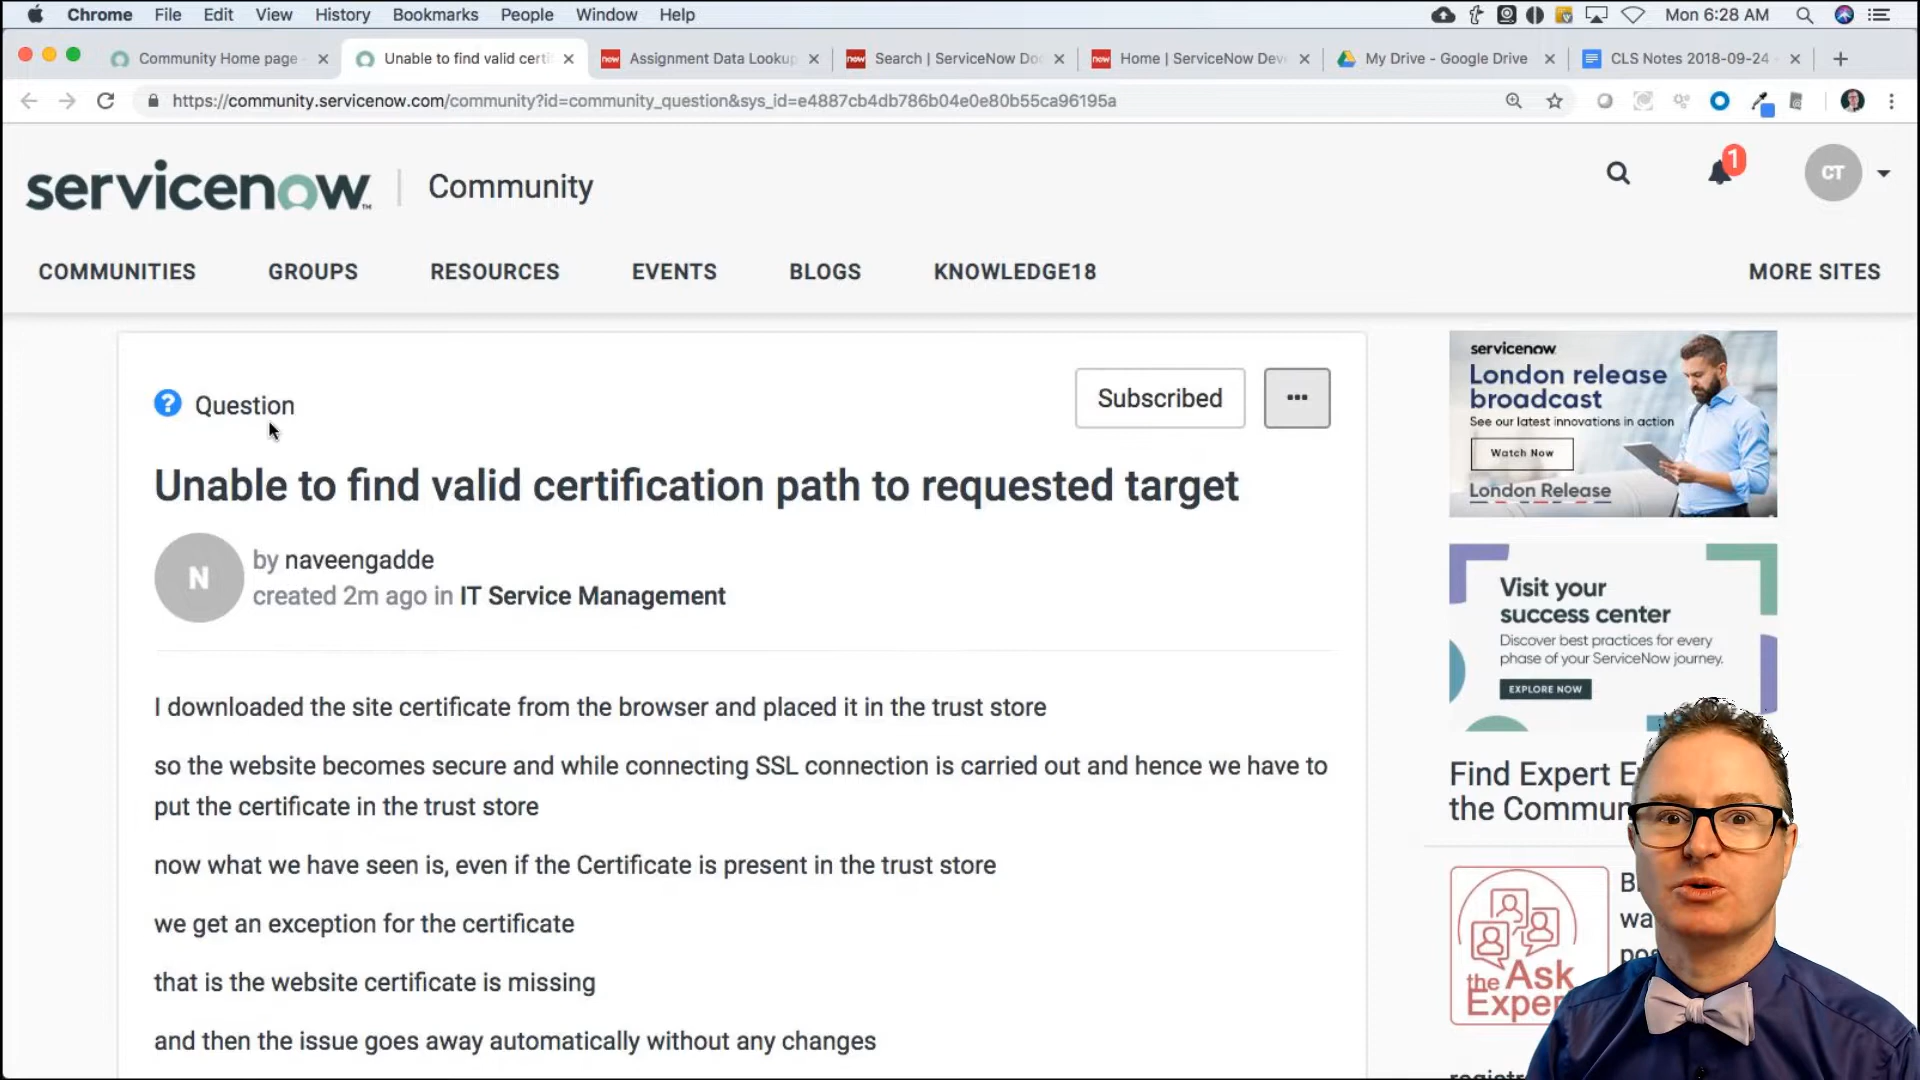 Chrome File Edit View History Bookmarks People Window Help Mon 6:28 AM
Community Home page Unable to find valid certi Assignment Data Lookup Search | ServiceNow Do Home | ServiceNow Dev My Drive - Google Drive CLS Notes 2018-09-24
https://community.servicenow.com/community?id=community_question&sys_id=e4887cb4db786b04e0e80b55ca96195a
servicenow Community
1
CT
COMMUNITIES GROUPS RESOURCES EVENTS BLOGS KNOWLEDGE18 MORE SITES
? Question
Subscribed ...
Unable to find valid certification path to requested target
N
by naveengadde
created 2m ago in IT Service Management
I downloaded the site certificate from the browser and placed it in the trust store
so the website becomes secure and while connecting SSL connection is carried out and hence we have to
put the certificate in the trust store
now what we have seen is, even if the Certificate is present in the trust store
we get an exception for the certificate
that is the website certificate is missing
and then the issue goes away automatically without any changes
servicenow
London release
broadcast
See our latest innovations in action
Watch Now
London Release
Visit your
success center
Discover best practices for every
phase of your ServiceNow journey.
EXPLORE NOW
Find Expert E
the Commun
the Ask
Exper